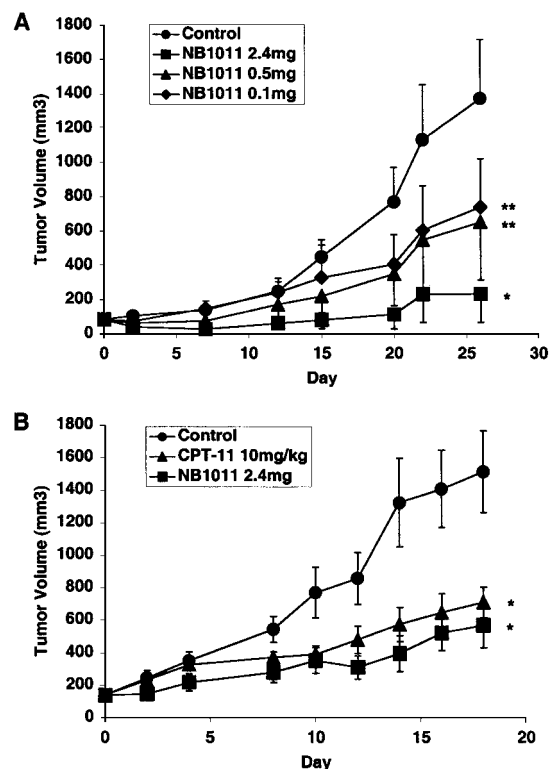 A
Control
NB1011 2.4mg
NB1011 0.5mg
NB1011 0.1mg
Tumor Volume (mm3)
1800
1600
1400
1200
1000
800
600
400
200
0
**
**
*
0 5 10 15 20 25 30
Day
B
Control
CPT-11 10mg/kg
NB1011 2.4mg
Tumor Volume (mm3)
1800
1600
1400
1200
1000
800
600
400
200
0
*
*
0 5 10 15 20
Day